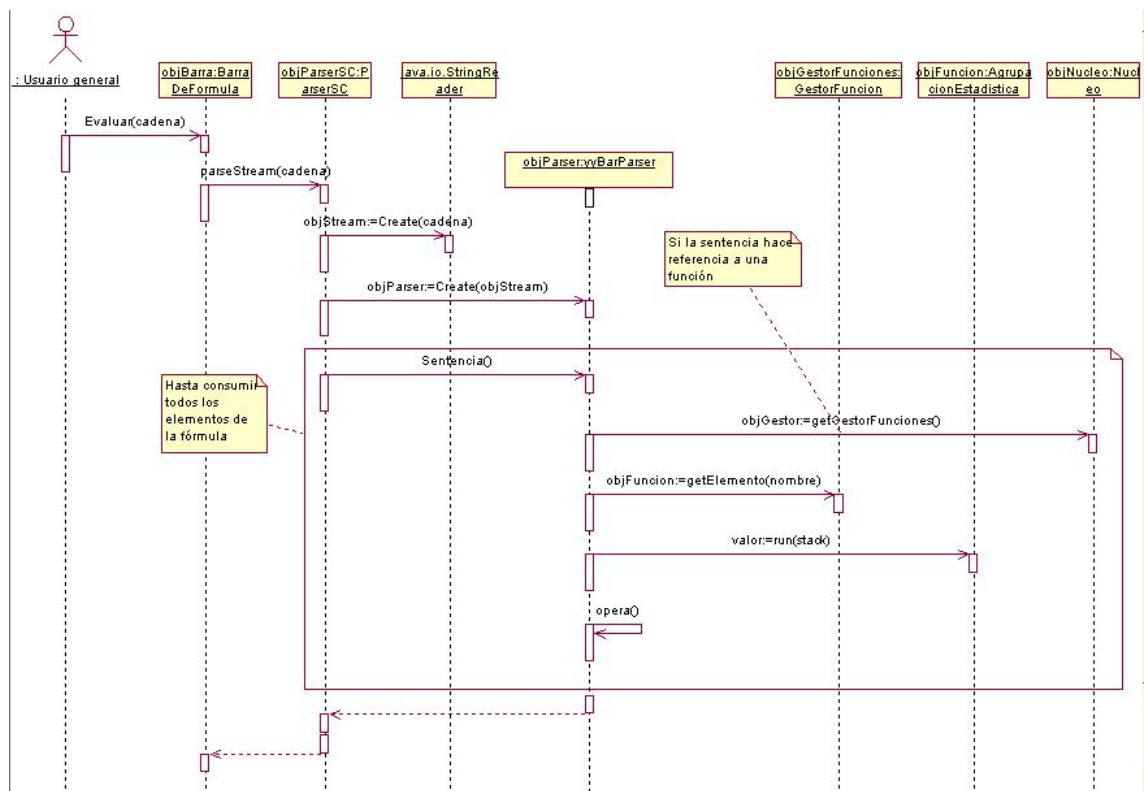 : Usuario general
objBarra:Barra
DeFormula
objParserSC:P
arserSC
java.io.StringRe
ader
objGestorFunciones:
GestorFuncion
objFuncion:Agrupa
cionEstadistica
objNucleo:Nucl
eo
Evaluar(cadena)
objParser:yyBarParser
parseStream(cadena)
objStream:=Create(cadena)
Si la sentencia hace
referencia a una
función
objParser:=Create(objStream)
Sentencia()
Hasta consumir
todos los
elementos de
la fórmula
objGestor:=getGestorFunciones()
objFuncion:=getElemento(nombre)
valor:=run(stack)
opera()